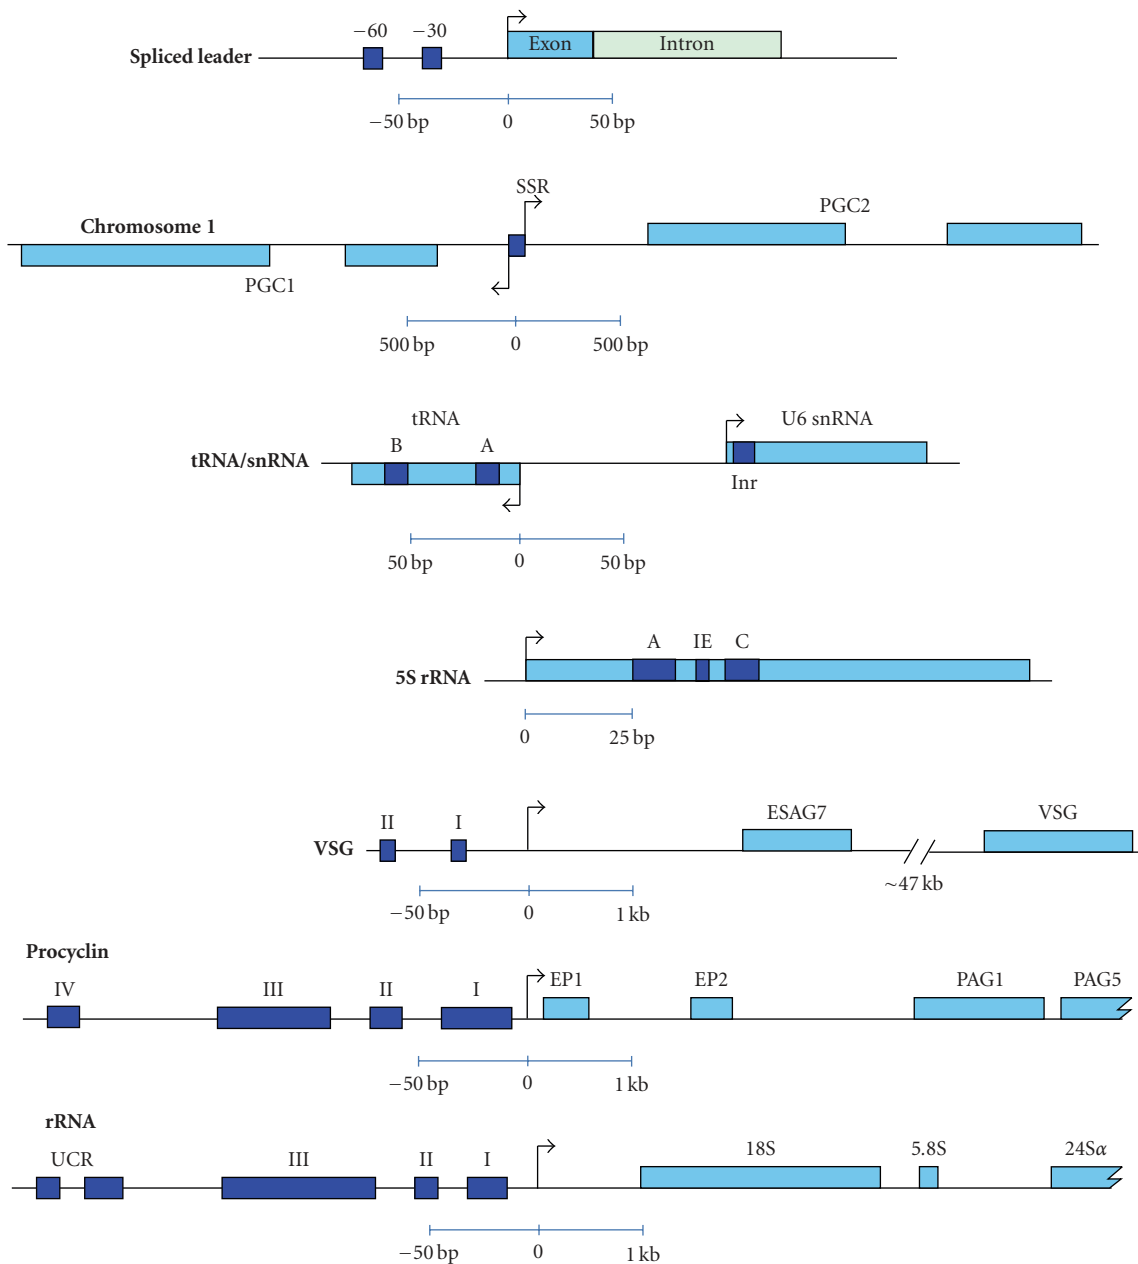 −60 −30
Spliced leader Exon Intron
−50 bp 0 50 bp
SSR
Chromosome 1 PGC2
PGC1
500 bp 0 500 bp
tRNA U6 snRNA
B A
tRNA/snRNA
Inr
50 bp 0 50 bp
A IE C
5S rRNA
0 25 bp
II I ESAG7 VSG
VSG
~47 kb
−50 bp 0 1 kb
Procyclin
IV III II I EP1 EP2 PAG1 PAG5
−50 bp 0 1 kb
rRNA
UCR III II I 18S 5.8S 24Sα
−50 bp 0 1 kb